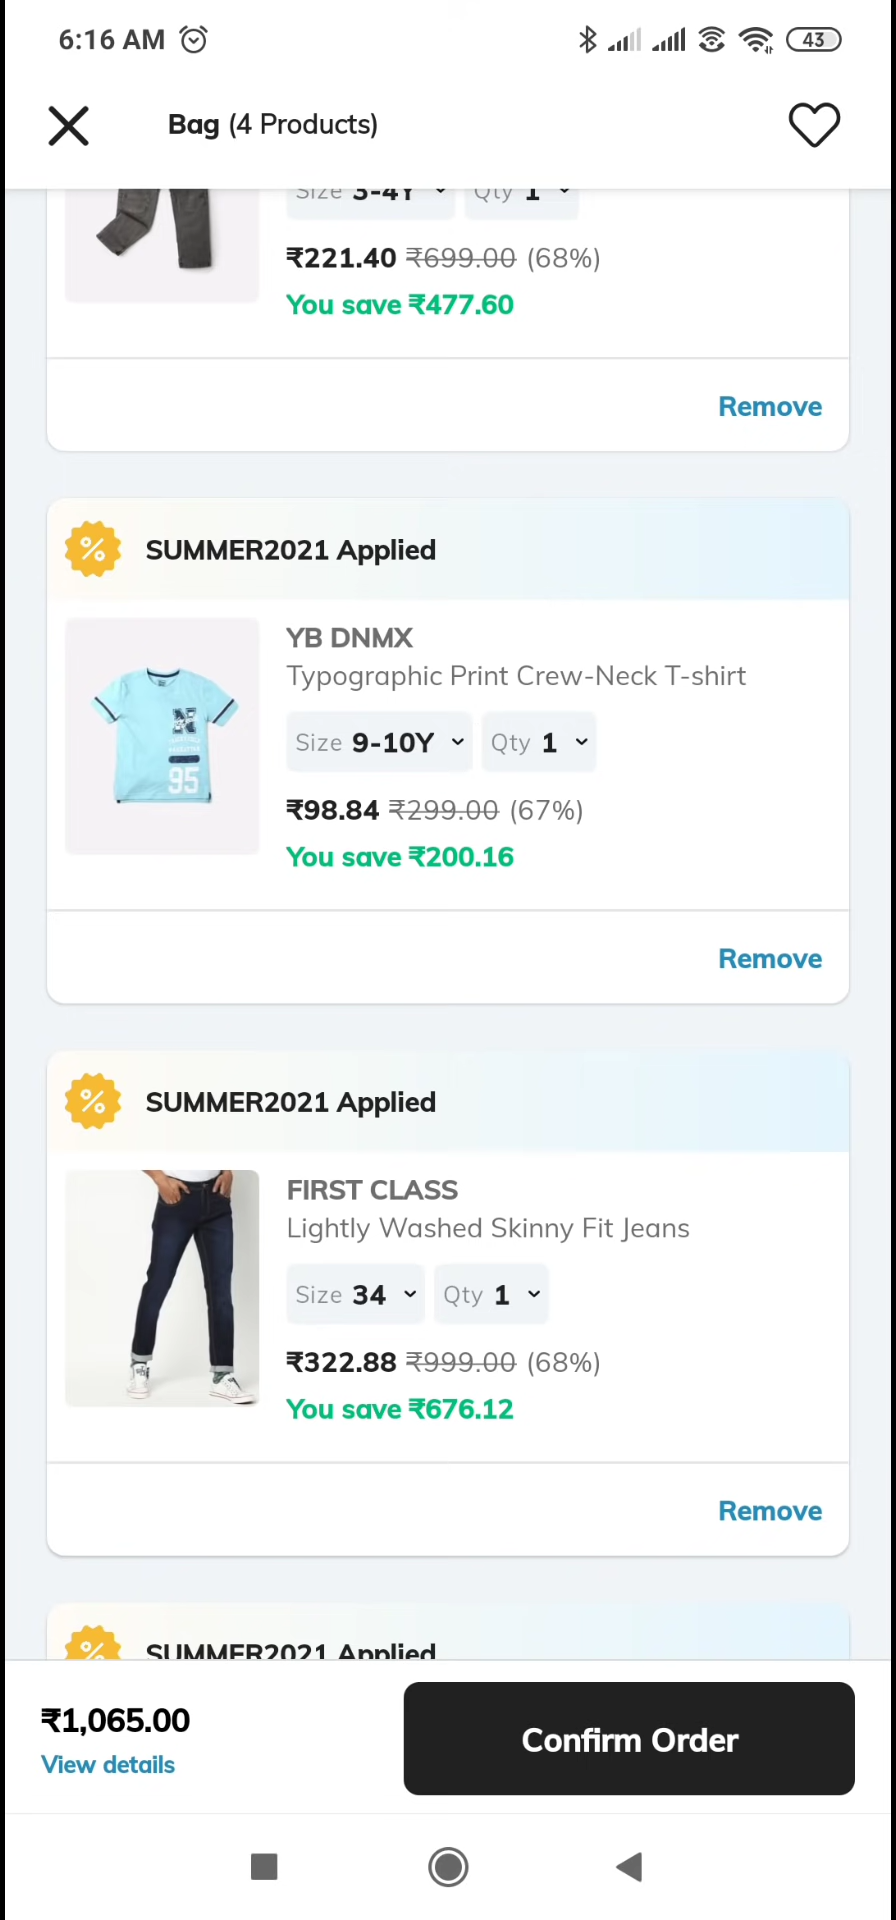 6:16 AM
43
Bag (4 Products)
Size 3-4Y Qty 1
₹221.40 ₹699.00 (68%)
You save ₹477.60
Remove
SUMMER2021 Applied
YB DNMX
Typographic Print Crew-Neck T-shirt
Size 9-10Y Qty 1
₹98.84 ₹299.00 (67%)
You save ₹200.16
N
95
Remove
SUMMER2021 Applied
FIRST CLASS
Lightly Washed Skinny Fit Jeans
Size 34 Qty 1
₹322.88 ₹999.00 (68%)
You save ₹676.12
Remove
SUMMER2021 Applied
₹1,065.00
View details
Confirm Order